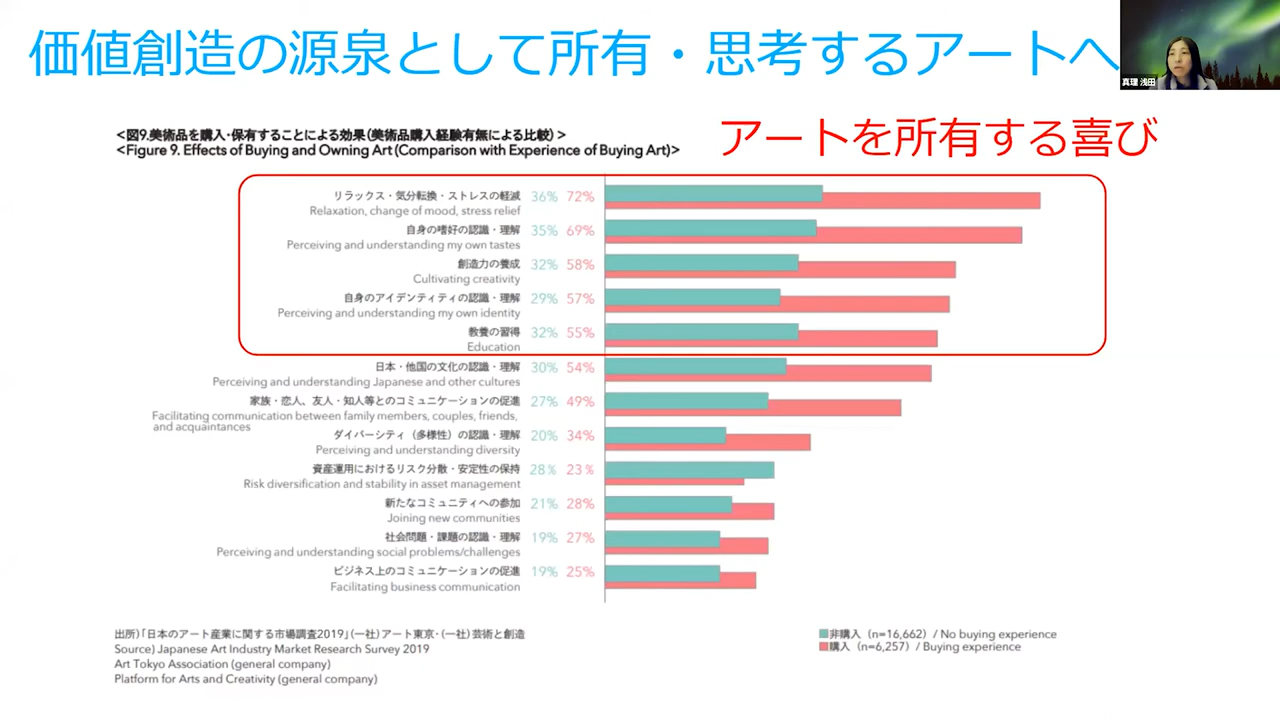 価値創造の源泉として所有・思考するアートへ
真理 浅田
<図9.美術品を購入･保有することによる効果(美術品購入経験有無による比較)>
<Figure 9. Effects of Buying and Owning Art (Comparison with Experience of Buying Art)>
アートを所有する喜び
リラックス・気分転換・ストレスの軽減 36% 72%
Relaxation, change of mood, stress relief
自身の嗜好の認識・理解 35% 69%
Perceiving and understanding my own tastes
創造力の養成 32% 58%
Cultivating creativity
自身のアイデンティティの認識・理解 29% 57%
Perceiving and understanding my own identity
教養の習得 32% 55%
Education
日本・他国の文化の認識・理解 30% 54%
Perceiving and understanding Japanese and other cultures
家族・恋人、友人・知人等とのコミュニケーションの促進 27% 49%
Facilitating communication between family members, couples, friends,
and acquaintances
ダイバーシティ（多様性）の認識・理解 20% 34%
Perceiving and understanding diversity
資産運用におけるリスク分散・安定性の保持 28% 23%
Risk diversification and stability in asset management
新たなコミュニティへの参加 21% 28%
Joining new communities
社会問題・課題の認識・理解 19% 27%
Perceiving and understanding social problems/challenges
ビジネス上のコミュニケーションの促進 19% 25%
Facilitating business communication
出所)｢日本のアート産業に関する市場調査2019｣(一社)アート東京･(一社)芸術と創造
Source) Japanese Art Industry Market Research Survey 2019
Art Tokyo Association (general company)
Platform for Arts and Creativity (general company)
非購入（n=16,662）/ No buying experience
購入（n=6,257）/ Buying experience